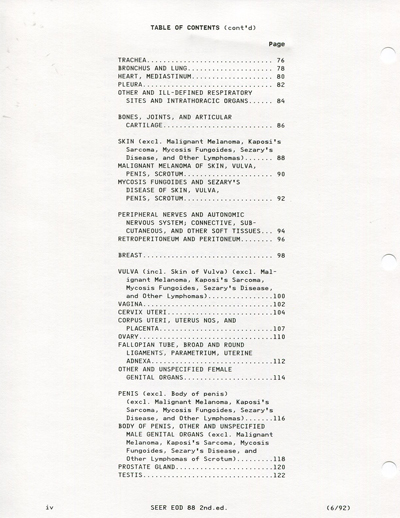 TABLE OF CONTENTS (cont'd)
Page
TRACHEA............................... 76
BRONCHUS AND LUNG..................... 78
HEART, MEDIASTINUM.................... 80
PLEURA................................ 82
OTHER AND ILL-DEFINED RESPIRATORY
SITES AND INTRATHORACIC ORGANS...... 84
BONES, JOINTS, AND ARTICULAR
CARTILAGE........................... 86
SKIN (excl. Malignant Melanoma, Kaposi's
Sarcoma, Mycosis Fungoides, Sezary's
Disease, and Other Lymphomas)....... 88
MALIGNANT MELANOMA OF SKIN, VULVA,
PENIS, SCROTUM...................... 90
MYCOSIS FUNGOIDES AND SEZARY'S
DISEASE OF SKIN, VULVA,
PENIS, SCROTUM...................... 92
PERIPHERAL NERVES AND AUTONOMIC
NERVOUS SYSTEM; CONNECTIVE, SUB-
CUTANEOUS, AND OTHER SOFT TISSUES... 94
RETROPERITONEUM AND PERITONEUM........ 96
BREAST................................ 98
VULVA (incl. Skin of Vulva) (excl. Mal-
ignant Melanoma, Kaposi's Sarcoma,
Mycosis Fungoides, Sezary's Disease,
and Other Lymphomas)................100
VAGINA................................102
CERVIX UTERI..........................104
CORPUS UTERI, UTERUS NOS, AND
PLACENTA............................107
OVARY.................................110
FALLOPIAN TUBE, BROAD AND ROUND
LIGAMENTS, PARAMETRIUM, UTERINE
ADNEXA..............................112
OTHER AND UNSPECIFIED FEMALE
GENITAL ORGANS......................114
PENIS (excl. Body of penis)
(excl. Malignant Melanoma, Kaposi's
Sarcoma, Mycosis Fungoides, Sezary's
Disease, and Other Lymphomas).......116
BODY OF PENIS, OTHER AND UNSPECIFIED
MALE GENITAL ORGANS (excl. Malignant
Melanoma, Kaposi's Sarcoma, Mycosis
Fungoides, Sezary's Disease, and
Other Lymphomas of Scrotum).........118
PROSTATE GLAND........................120
TESTIS................................122
iv SEER EOD 88 2nd.ed. (6/92)